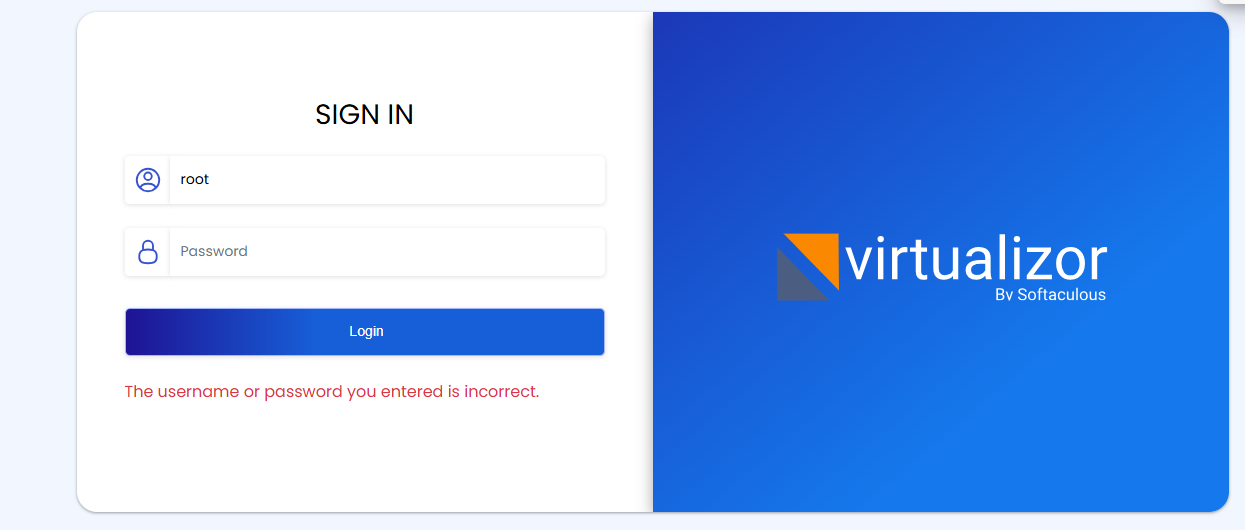 SIGN IN
root
Password
Login
The username or password you entered is incorrect.
virtualizor
By Softaculous